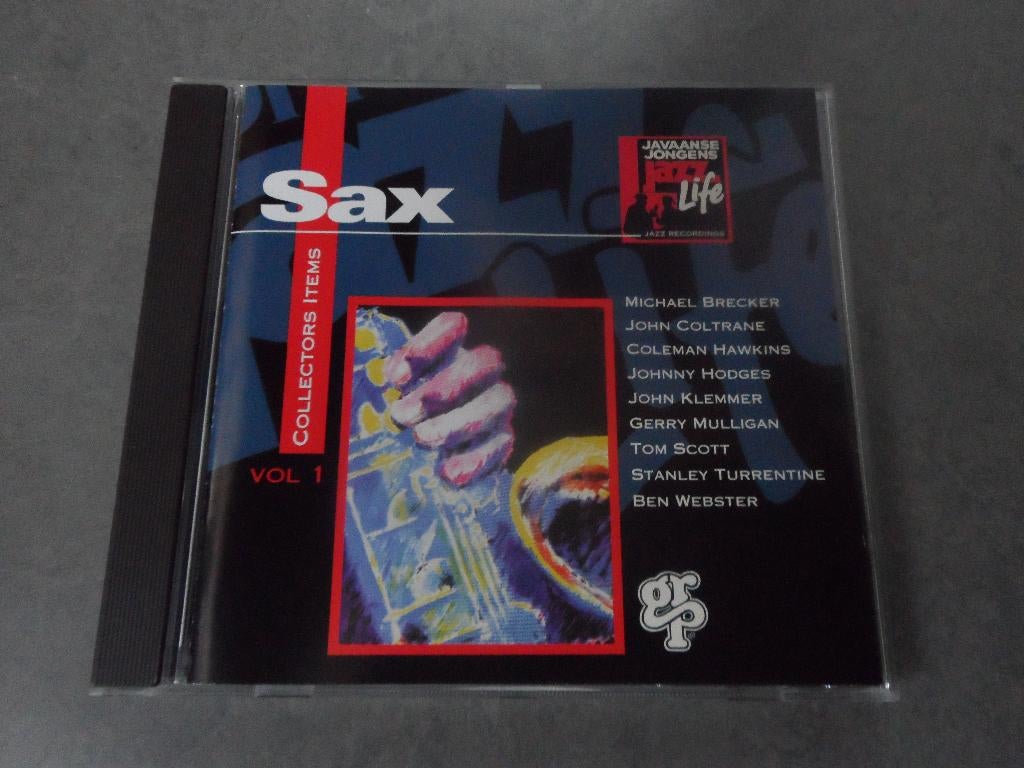 Sax
COLLECTORS ITEMS
VOL 1
JAVAANSE
JONGENS
jazz
Life
JAZZ RECORDINGS
MICHAEL BRECKER
JOHN COLTRANE
COLEMAN HAWKINS
JOHNNY HODGES
JOHN KLEMMER
GERRY MULLIGAN
TOM SCOTT
STANLEY TURRENTINE
BEN WEBSTER
grp